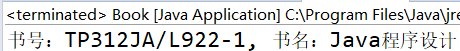 <terminated> Book [Java Application] C:\Program Files\Java\jre
书号：TP312JA/L922-1, 书名：Java程序设计